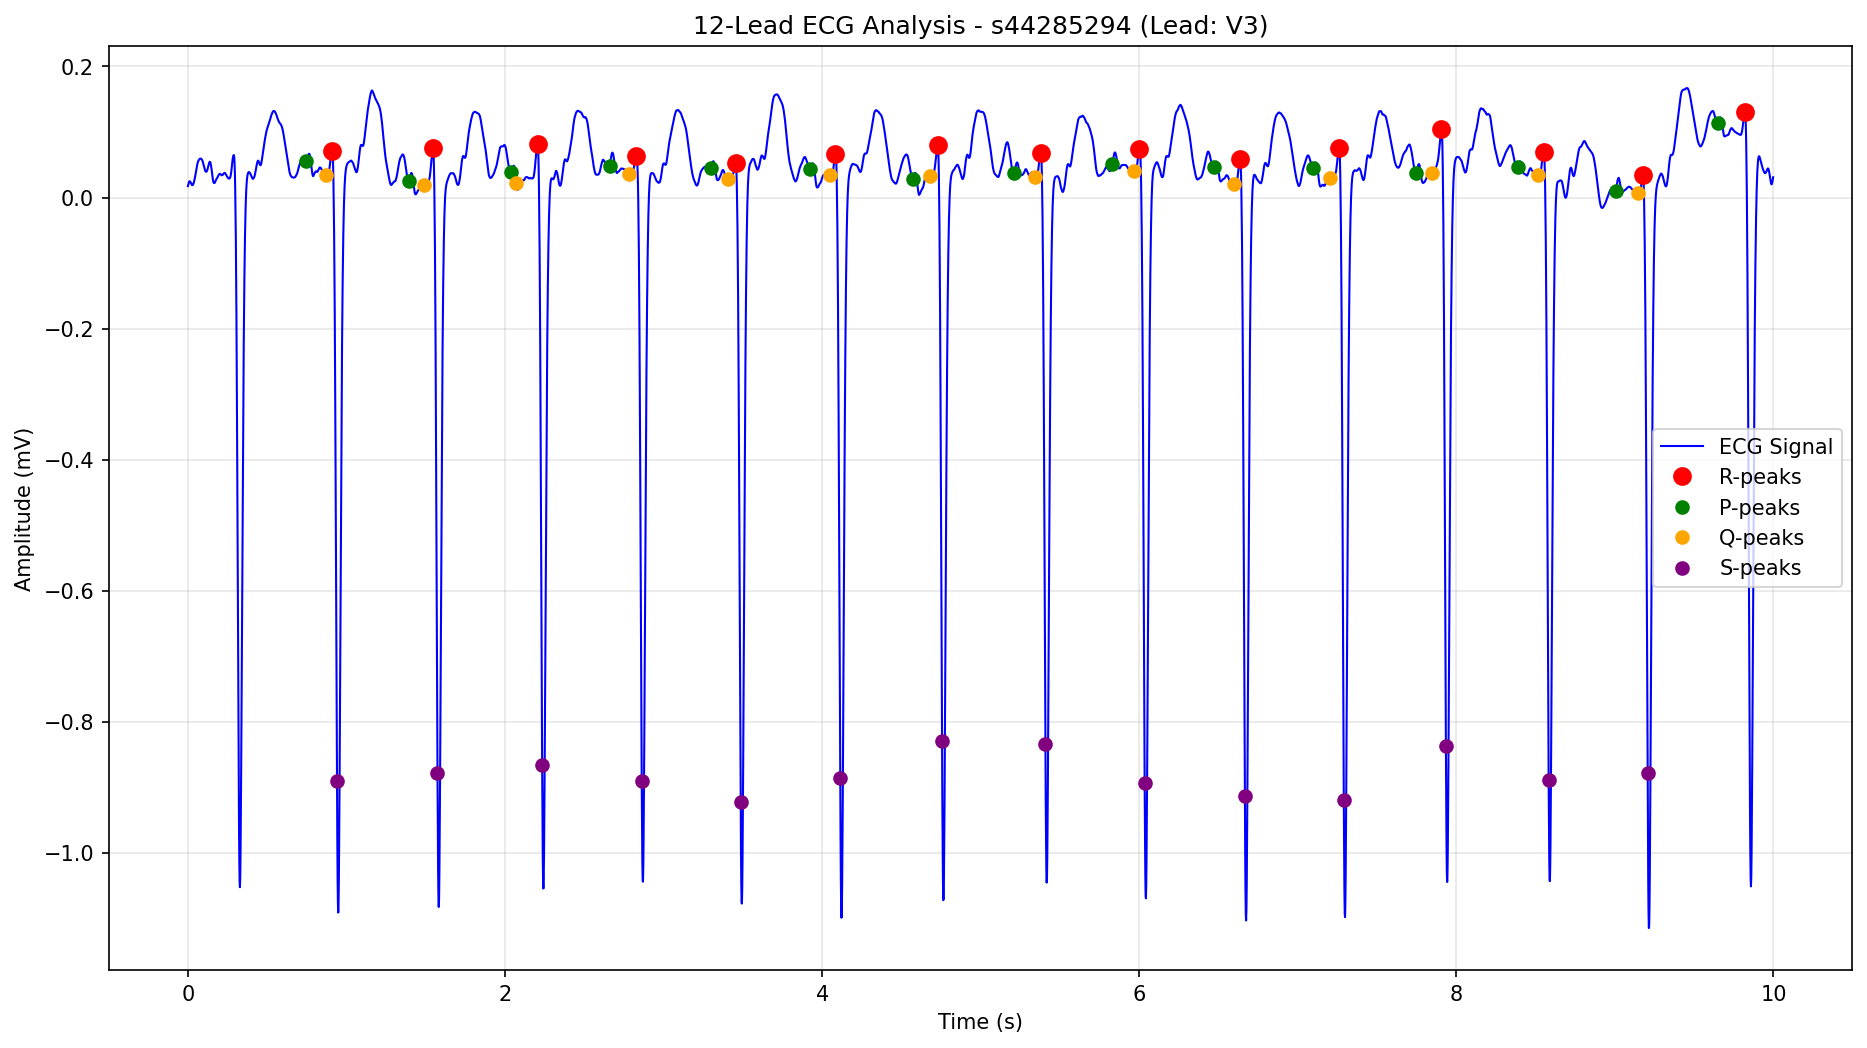 12-Lead ECG Analysis - s44285294 (Lead: V3)
0.2
0.0
−0.2
−0.4
−0.6
−0.8
−1.0
Amplitude (mV)
ECG Signal
R-peaks
P-peaks
Q-peaks
S-peaks
0 2 4 6 8 10
Time (s)